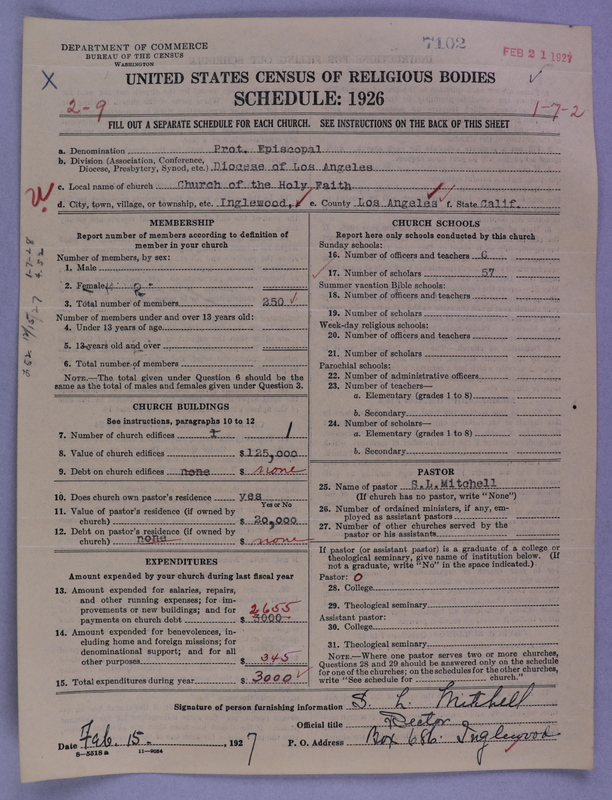 DEPARTMENT OF COMMERCE
BUREAU OF THE CENSUS
WASHINGTON
7102
FEB 21 1927
UNITED STATES CENSUS OF RELIGIOUS BODIES
SCHEDULE: 1926
2-9
1-7-2
FILL OUT A SEPARATE SCHEDULE FOR EACH CHURCH. SEE INSTRUCTIONS ON THE BACK OF THIS SHEET
a. Denomination Prot. Episcopal
b. Division (Association, Conference, Diocese, Presbytery, Synod, etc.) Diocese of Los Angeles
c. Local name of church Church of the Holy Faith
d. City, town, village, or township, etc. Inglewood, e. County Los Angeles f. State Calif.
MEMBERSHIP
Report number of members according to definition of
member in your church
Number of members, by sex:
1. Male
2. Female
3. Total number of members 250
Number of members under and over 13 years old:
4. Under 13 years of age
5. 13 years old and over
6. Total number of members
NOTE.—The total given under Question 6 should be the
same as the total of males and females given under Question 3.
CHURCH BUILDINGS
See instructions, paragraphs 10 to 12
7. Number of church edifices 1 1
8. Value of church edifices $125,000
9. Debt on church edifices none $ none
10. Does church own pastor's residence yes
Yes or No
11. Value of pastor's residence (if owned by
church) $20,000
12. Debt on pastor's residence (if owned by
church) none $ none
EXPENDITURES
Amount expended by your church during last fiscal year
13. Amount expended for salaries, repairs,
and other running expenses; for im-
provements or new buildings; and for 2655
payments on church debt $ 3000
14. Amount expended for benevolences, in-
cluding home and foreign missions; for
denominational support; and for all
other purposes 345
15. Total expenditures during year $ 3000
CHURCH SCHOOLS
Report here only schools conducted by this church
Sunday schools:
16. Number of officers and teachers 6
17. Number of scholars 57
Summer vacation Bible schools:
18. Number of officers and teachers
19. Number of scholars
Week-day religious schools:
20. Number of officers and teachers
21. Number of scholars
Parochial schools:
22. Number of administrative officers
23. Number of teachers—
a. Elementary (grades 1 to 8)
b. Secondary
24. Number of scholars—
a. Elementary (grades 1 to 8)
b. Secondary
PASTOR
25. Name of pastor S.L.Mitchell
(If church has no pastor, write "None")
26. Number of ordained ministers, if any, em-
ployed as assistant pastors
27. Number of other churches served by the
pastor or his assistants
If pastor (or assistant pastor) is a graduate of a college or
theological seminary, give name of institution below. (If
not a graduate, write "No" in the space indicated.)
Pastor: O
28. College
29. Theological seminary
Assistant pastor:
30. College
31. Theological seminary
NOTE.—Where one pastor serves two or more churches,
Questions 28 and 29 should be answered only on the schedule
for one of the churches; on the schedules for the other churches,
write "See schedule for church."
Signature of person furnishing information S. L. Mitchell
Official title Rector
Date Feb. 15. , 1927 P. O. Address Box 686. Inglewood
8—5518a 11—9064